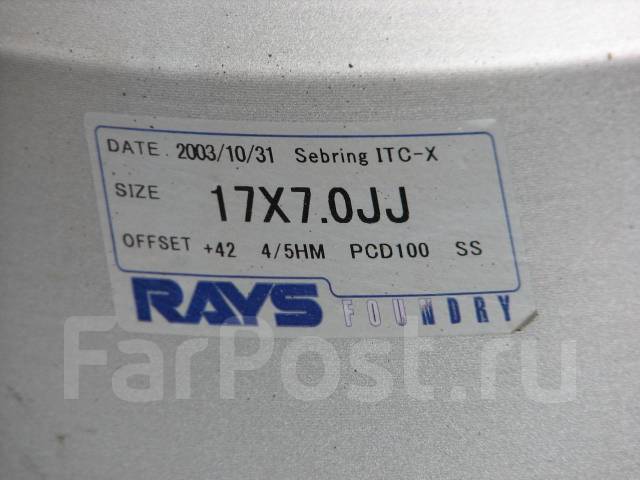 DATE. 2003/10/31 Sebring ITC-X
SIZE 17X7.0JJ
OFFSET +42 4/5HM PCD100 SS
RAYS FOUNDRY
FarPost.ru